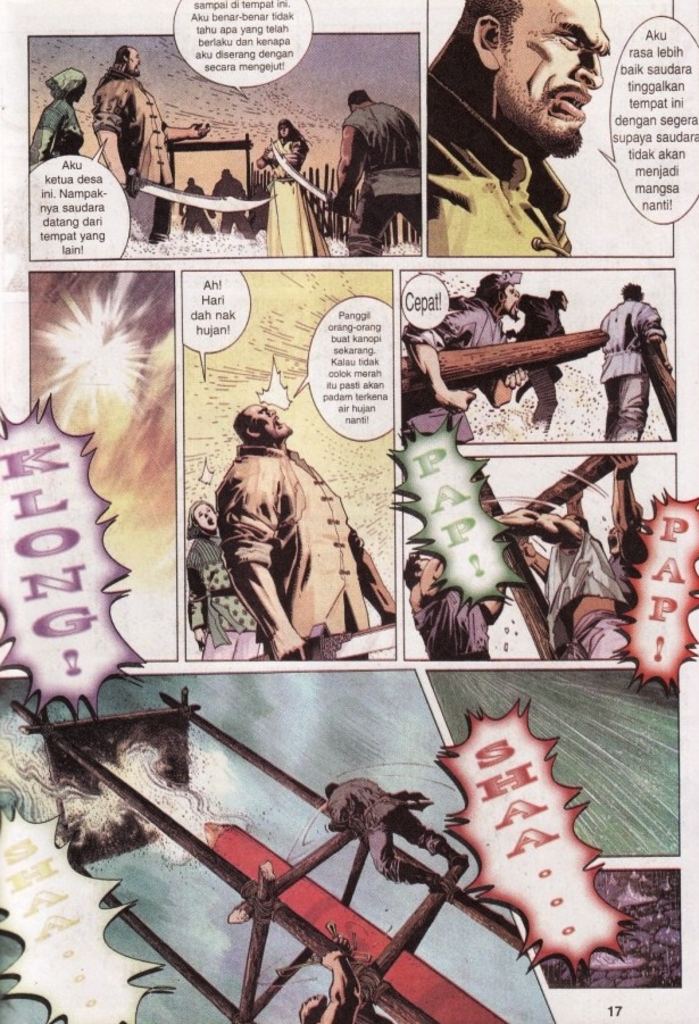 sampai di tempat ini.
Aku benar-benar tidak
tahu apa yang telah
berlaku dan kenapa
aku diserang dengan
secara mengejut!
Aku
ketua desa
ini. Nampak-
nya saudara
datang dari
tempat yang
lain!
Aku
rasa lebih
baik saudara
tinggalkan
tempat ini
dengan segera
supaya saudara
tidak akan
menjadi
mangsa
nanti!
KLONG!
Ah!
Hari
dah nak
hujan!
Panggil
orang-orang
buat kanopi
sekarang.
Kalau tidak
colok merah
itu pasti akan
padam terkena
air hujan
nanti!
Cepat!
PAP!
PAP!
SHAA...
SHAA....
17